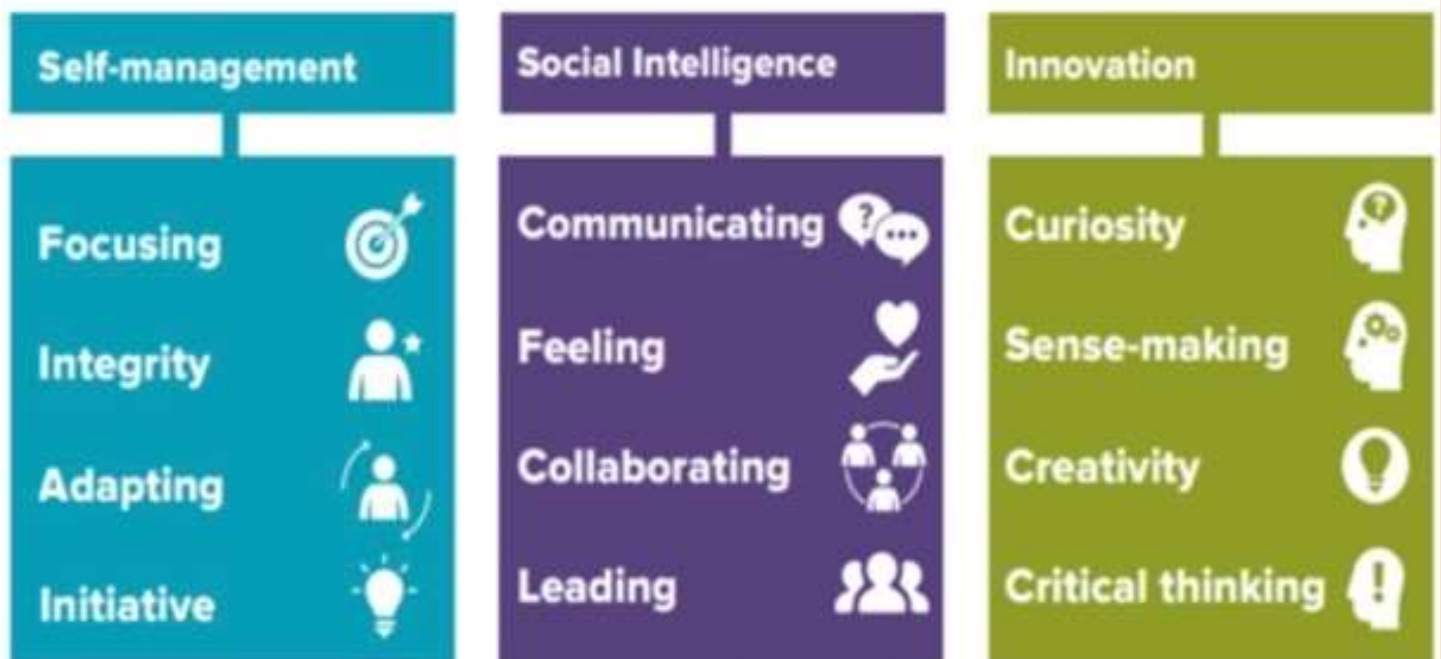 Self-management
Focusing
Integrity
Adapting
Initiative
Social Intelligence
Communicating
?
...
Feeling
Collaborating
Leading
Innovation
Curiosity
?
Sense-making
Creativity
Critical thinking
!